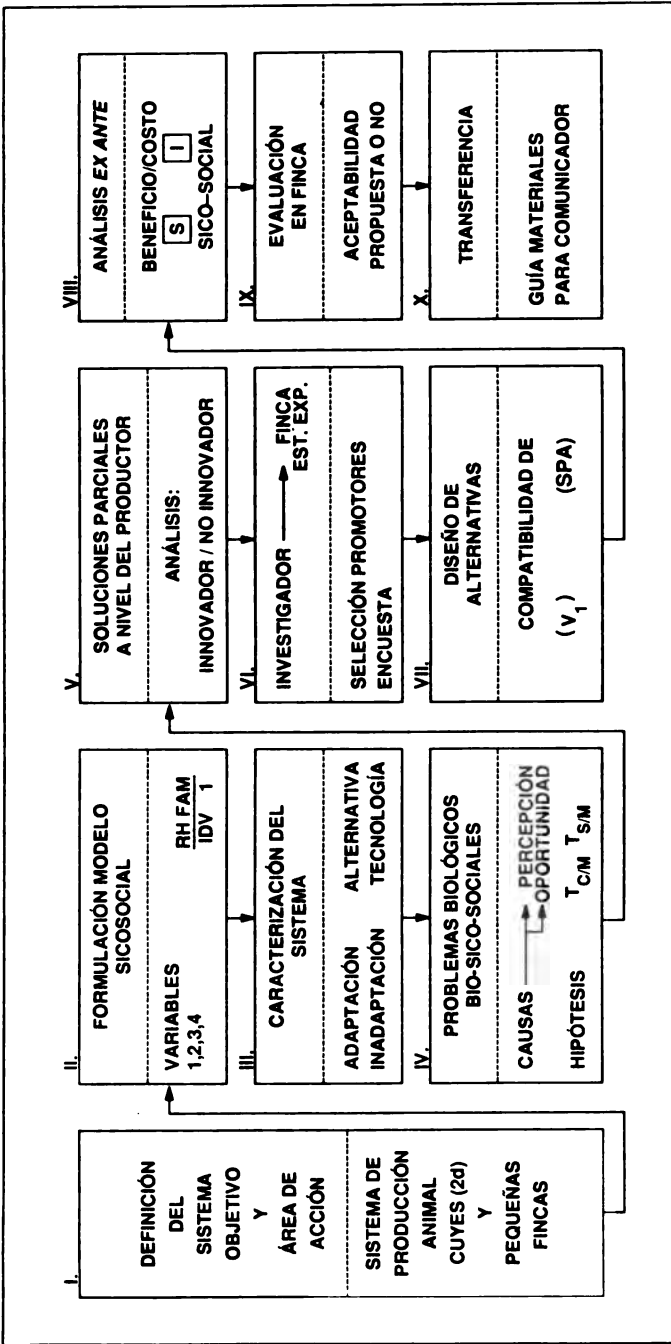 I.
DEFINICIÓN
DEL
SISTEMA
OBJETIVO
Y
ÁREA DE
ACCIÓN
SISTEMA DE
PRODUCCIÓN
ANIMAL
CUYES (2d)
Y
PEQUEÑAS
FINCAS
II.
FORMULACIÓN MODELO
SICOSOCIAL
VARIABLES
1,2,3,4
RH FAM
IDV 1
III.
CARACTERIZACIÓN DEL
SISTEMA
ADAPTACIÓN ALTERNATIVA
INADAPTACIÓN TECNOLOGÍA
IV.
PROBLEMAS BIOLÓGICOS
BIO-SICO-SOCIALES
CAUSAS PERCEPCIÓN
OPORTUNIDAD
HIPÓTESIS T C/M T S/M
V.
SOLUCIONES PARCIALES
A NIVEL DEL PRODUCTOR
ANÁLISIS:
INNOVADOR / NO INNOVADOR
VI.
INVESTIGADOR FINCA
EST. EXP.
SELECCIÓN PROMOTORES
ENCUESTA
VII.
DISEÑO DE
ALTERNATIVAS
COMPATIBILIDAD DE
(v1) (SPA)
VIII.
ANÁLISIS EX ANTE
BENEFICIO/COSTO
S I
SICO-SOCIAL
IX.
EVALUACIÓN
EN FINCA
ACEPTABILIDAD
PROPUESTA O NO
X.
TRANSFERENCIA
GUÍA MATERIALES
PARA COMUNICADOR